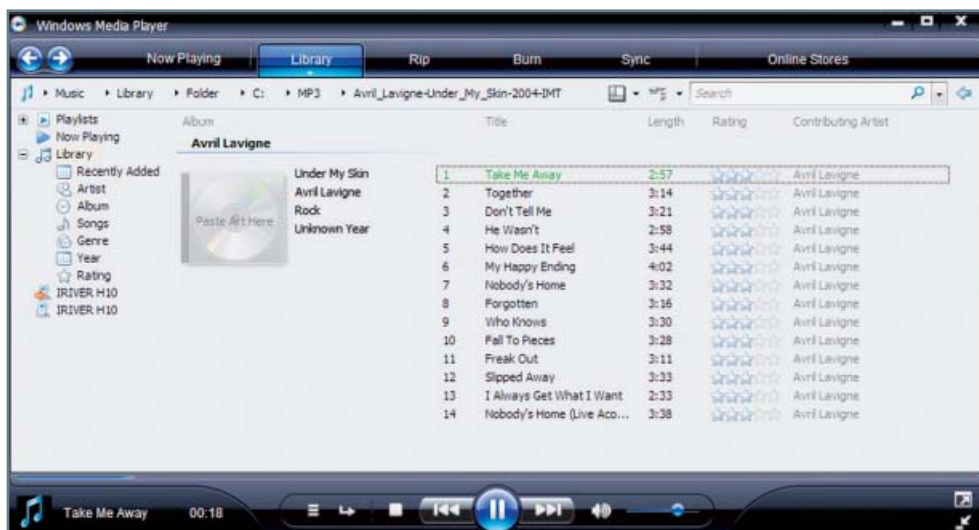 Windows Media Player
Now Playing Library Rip Burn Sync Online Stores
Music Library Folder C: MP3 Avril_Lavigne-Under_My_Skin-2004-IMT Search
Playlists Album Title Length Rating Contributing Artist
Now Playing
Avril Lavigne
Library
Recently Added Under My Skin 1 Take Me Away 2:57 Avril Lavigne
Artist Avril Lavigne 2 Together 3:14 Avril Lavigne
Album Rock 3 Don't Tell Me 3:21 Avril Lavigne
Songs Paste Art Here Unknown Year 4 He Wasn't 2:58 Avril Lavigne
Genre 5 How Does It Feel 3:44 Avril Lavigne
Year 6 My Happy Ending 4:02 Avril Lavigne
Rating 7 Nobody's Home 3:32 Avril Lavigne
IRIVER H10 8 Forgotten 3:16 Avril Lavigne
IRIVER H10 9 Who Knows 3:30 Avril Lavigne
10 Fall To Pieces 3:28 Avril Lavigne
11 Freak Out 3:11 Avril Lavigne
12 Slipped Away 3:33 Avril Lavigne
13 I Always Get What I Want 2:33 Avril Lavigne
14 Nobody's Home (Live Aco... 3:38 Avril Lavigne
Take Me Away 00:18